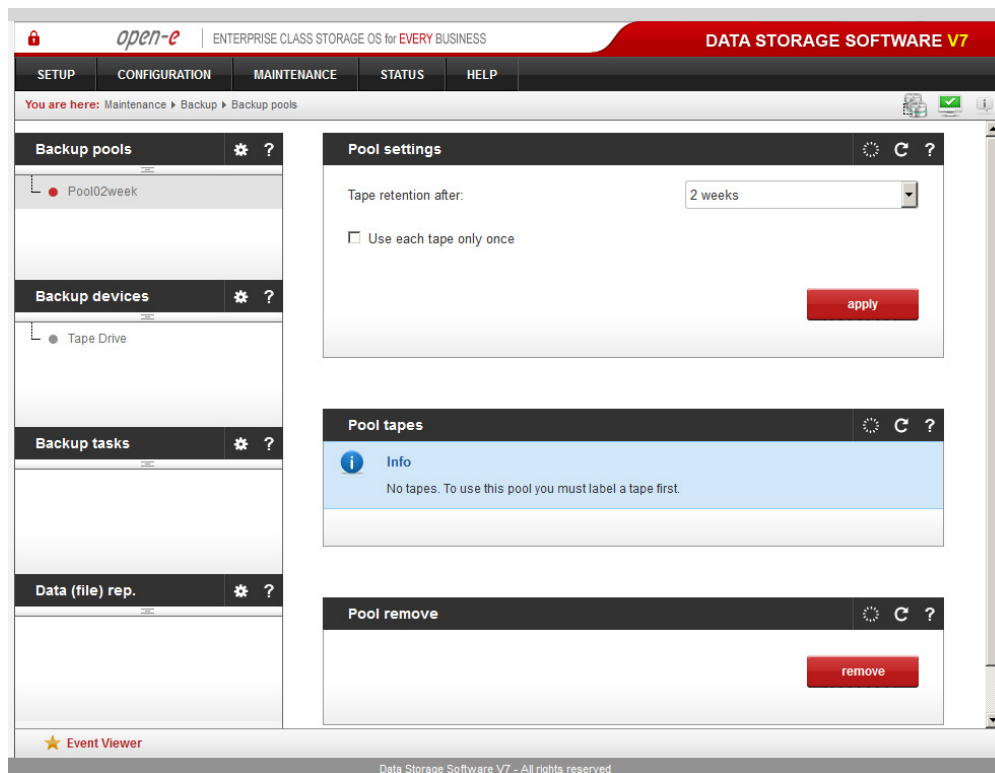 open-e ENTERPRISE CLASS STORAGE OS for EVERY BUSINESS
DATA STORAGE SOFTWARE V7
SETUP CONFIGURATION MAINTENANCE STATUS HELP
You are here: Maintenance Backup Backup pools
Backup pools ?
Pool02week
Backup devices ?
Tape Drive
Backup tasks ?
Data (file) rep. ?
Pool settings ?
Tape retention after: 2 weeks
Use each tape only once
apply
Pool tapes ?
Info
No tapes. To use this pool you must label a tape first.
Pool remove ?
remove
Event Viewer
Data Storage Software V7 - All rights reserved